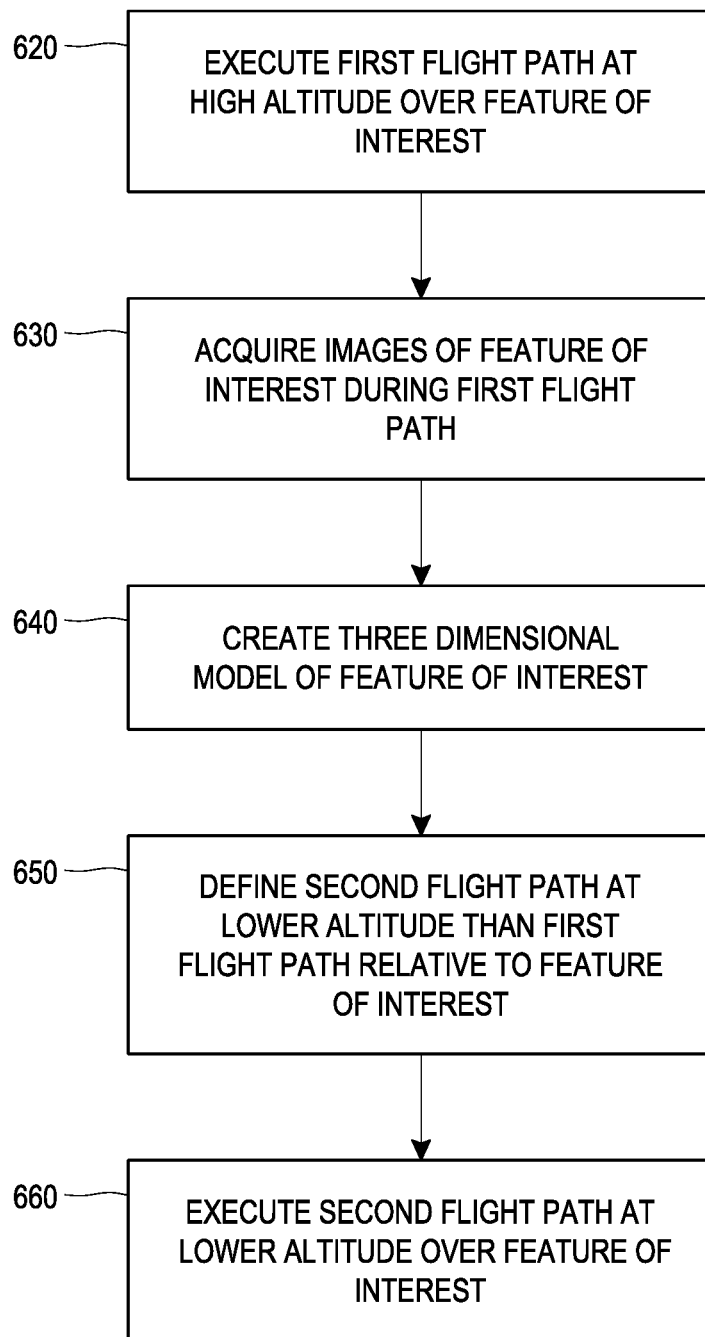 620
EXECUTE FIRST FLIGHT PATH AT
HIGH ALTITUDE OVER FEATURE OF
INTEREST
630
ACQUIRE IMAGES OF FEATURE OF
INTEREST DURING FIRST FLIGHT
PATH
640
CREATE THREE DIMENSIONAL
MODEL OF FEATURE OF INTEREST
650
DEFINE SECOND FLIGHT PATH AT
LOWER ALTITUDE THAN FIRST
FLIGHT PATH RELATIVE TO FEATURE
OF INTEREST
660
EXECUTE SECOND FLIGHT PATH AT
LOWER ALTITUDE OVER FEATURE OF
INTEREST